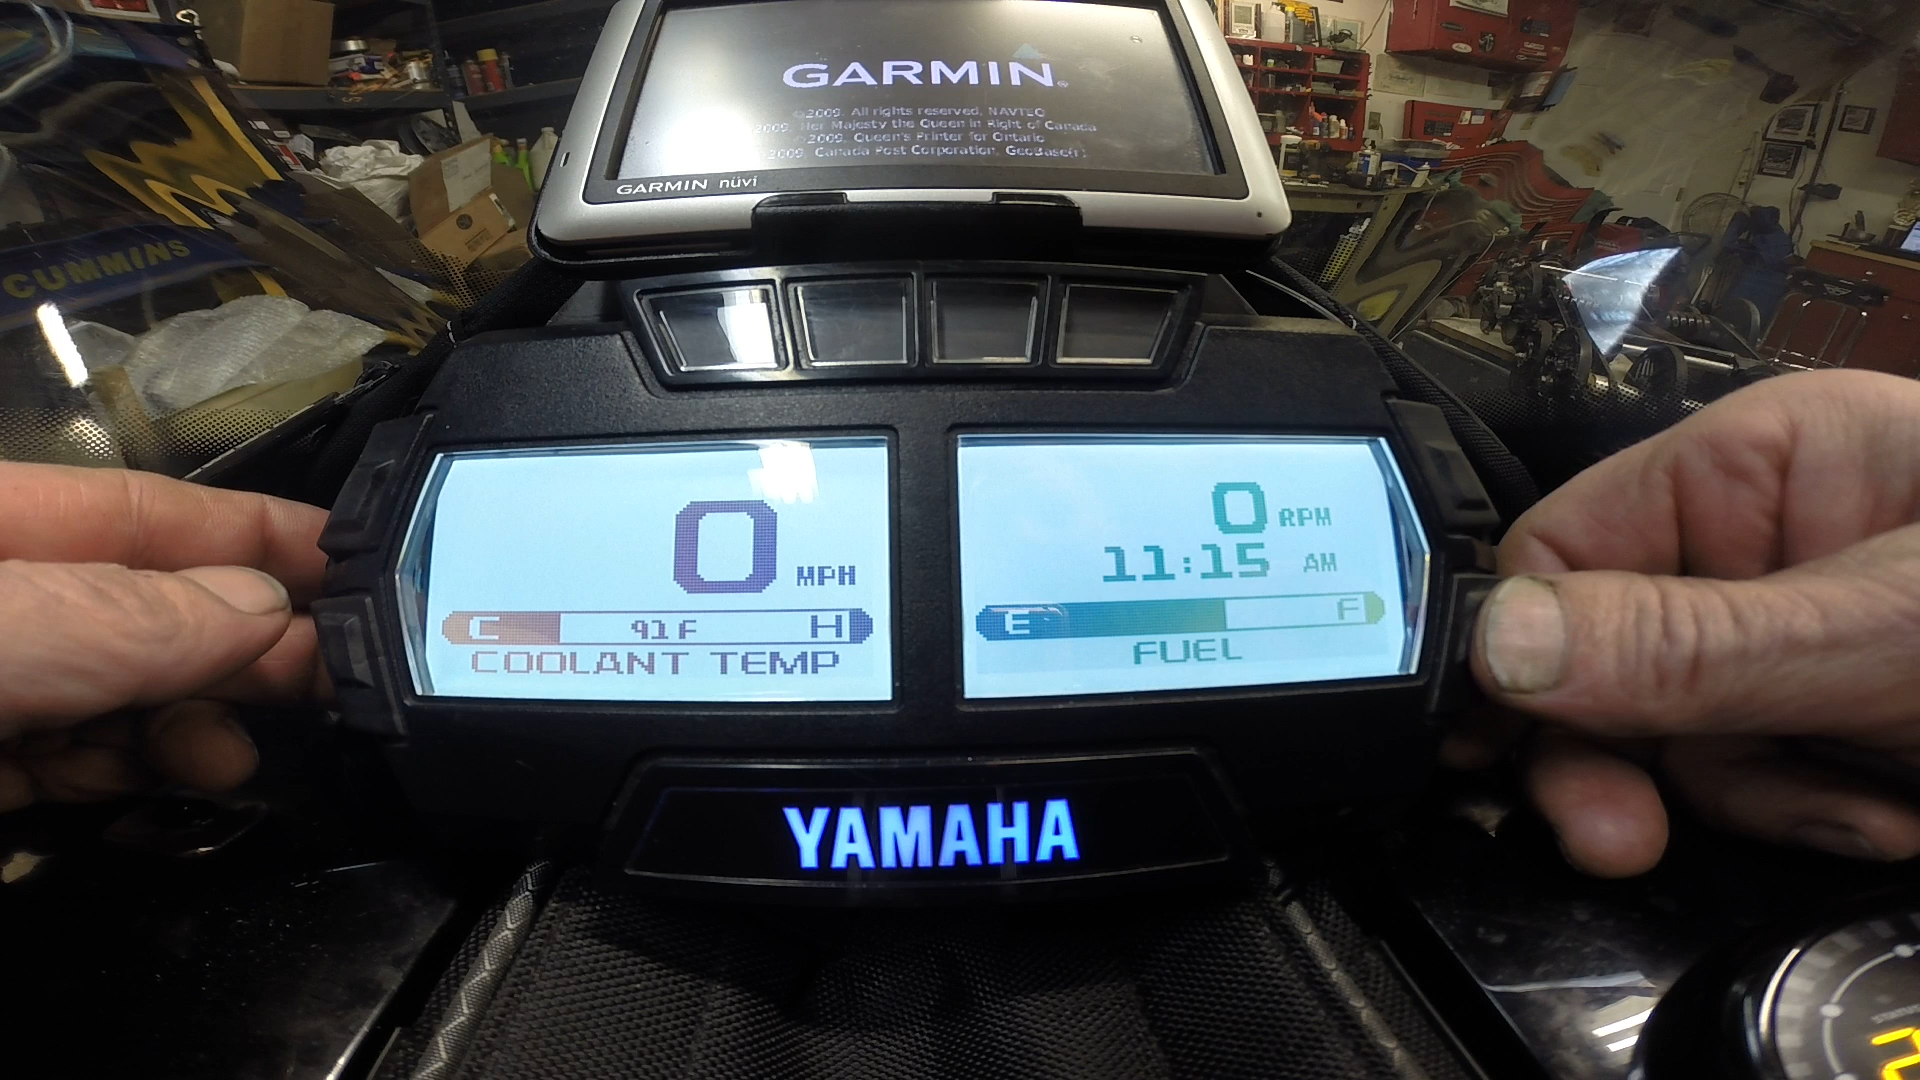 GARMIN
©2009. All rights reserved, NAVTEQ
2009. Her Majesty the Queen in Right of Canada
2009. Queen's Printer for Ontario
2009. Canada Post Corporation, GeoBase(r)
GARMIN nüvi
CUMMINS
0 MPH
C 91 F H
COOLANT TEMP
0 RPM
11:15 AM
E F
FUEL
YAMAHA